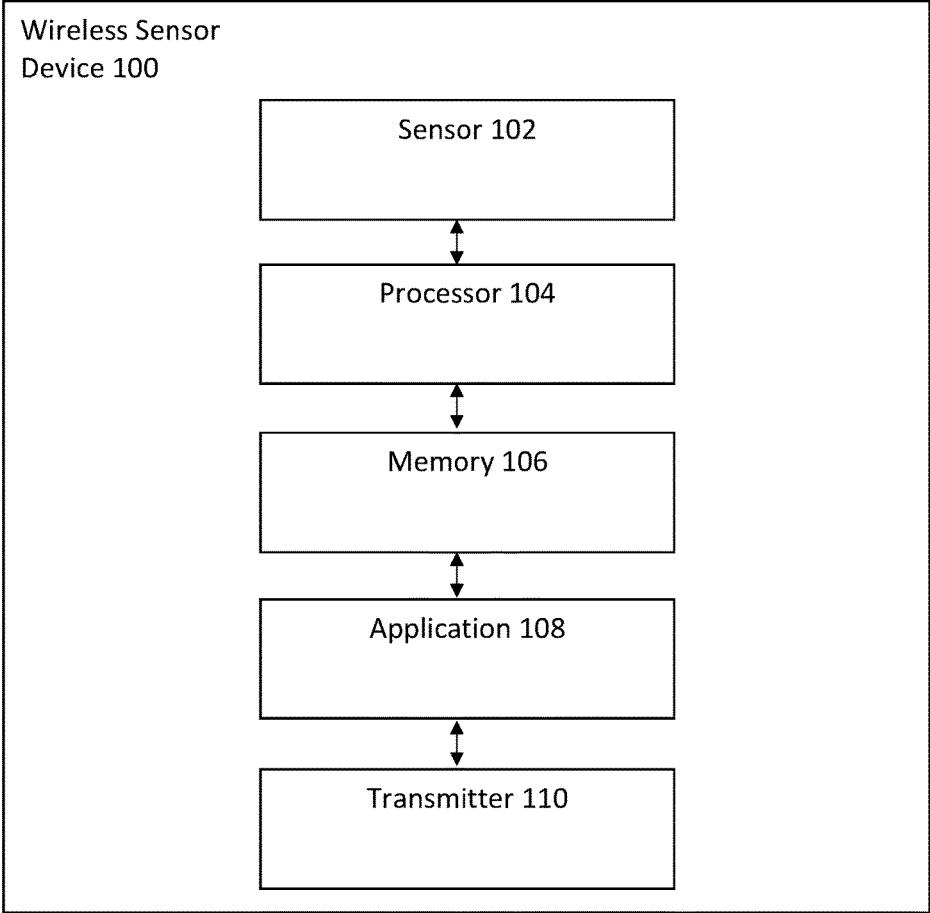 Wireless Sensor
Device 100
Sensor 102
Processor 104
Memory 106
Application 108
Transmitter 110